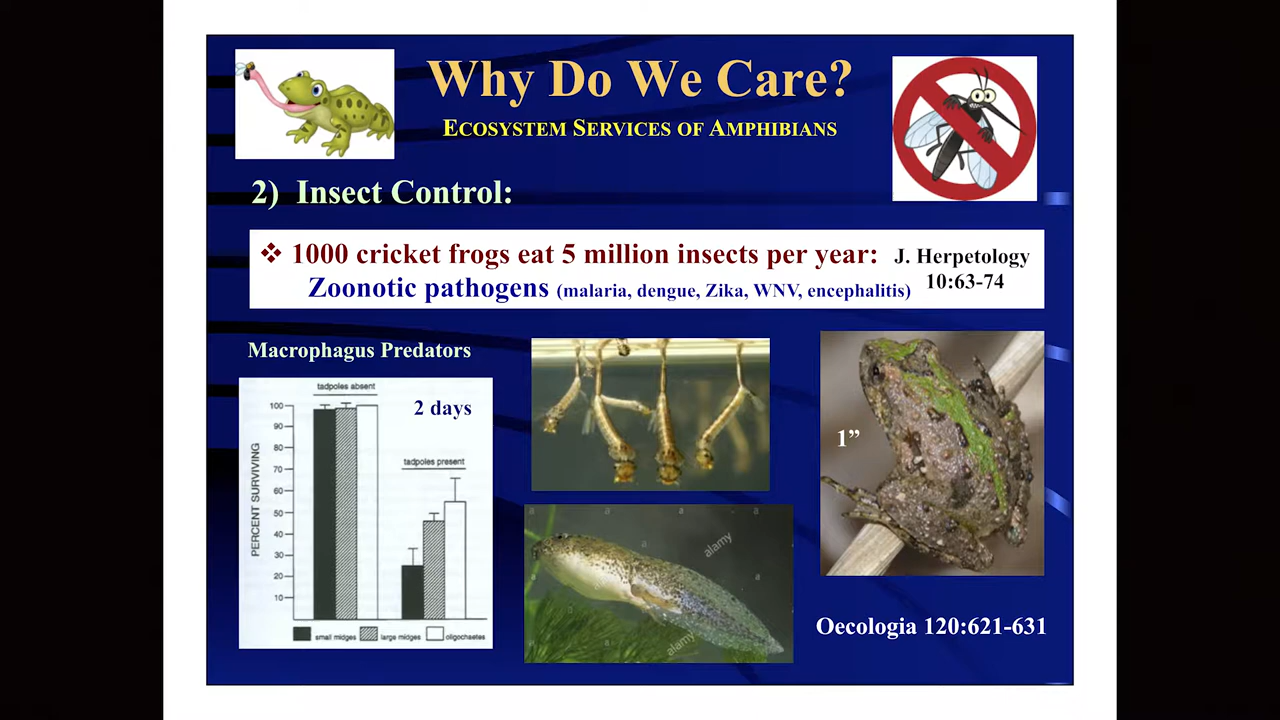 Why Do We Care?
ECOSYSTEM SERVICES OF AMPHIBIANS
2) Insect Control:
❖ 1000 cricket frogs eat 5 million insects per year: J. Herpetology
Zoonotic pathogens (malaria, dengue, Zika, WNV, encephalitis) 10:63-74
Macrophagus Predators
tadpoles absent
2 days
tadpoles present
PERCENT SURVIVING
100
90
80
70
60
50
40
30
20
10
small midges large midges oligochaetes
a
a
a
alamy
a
a
a
alamy
1”
Oecologia 120:621-631